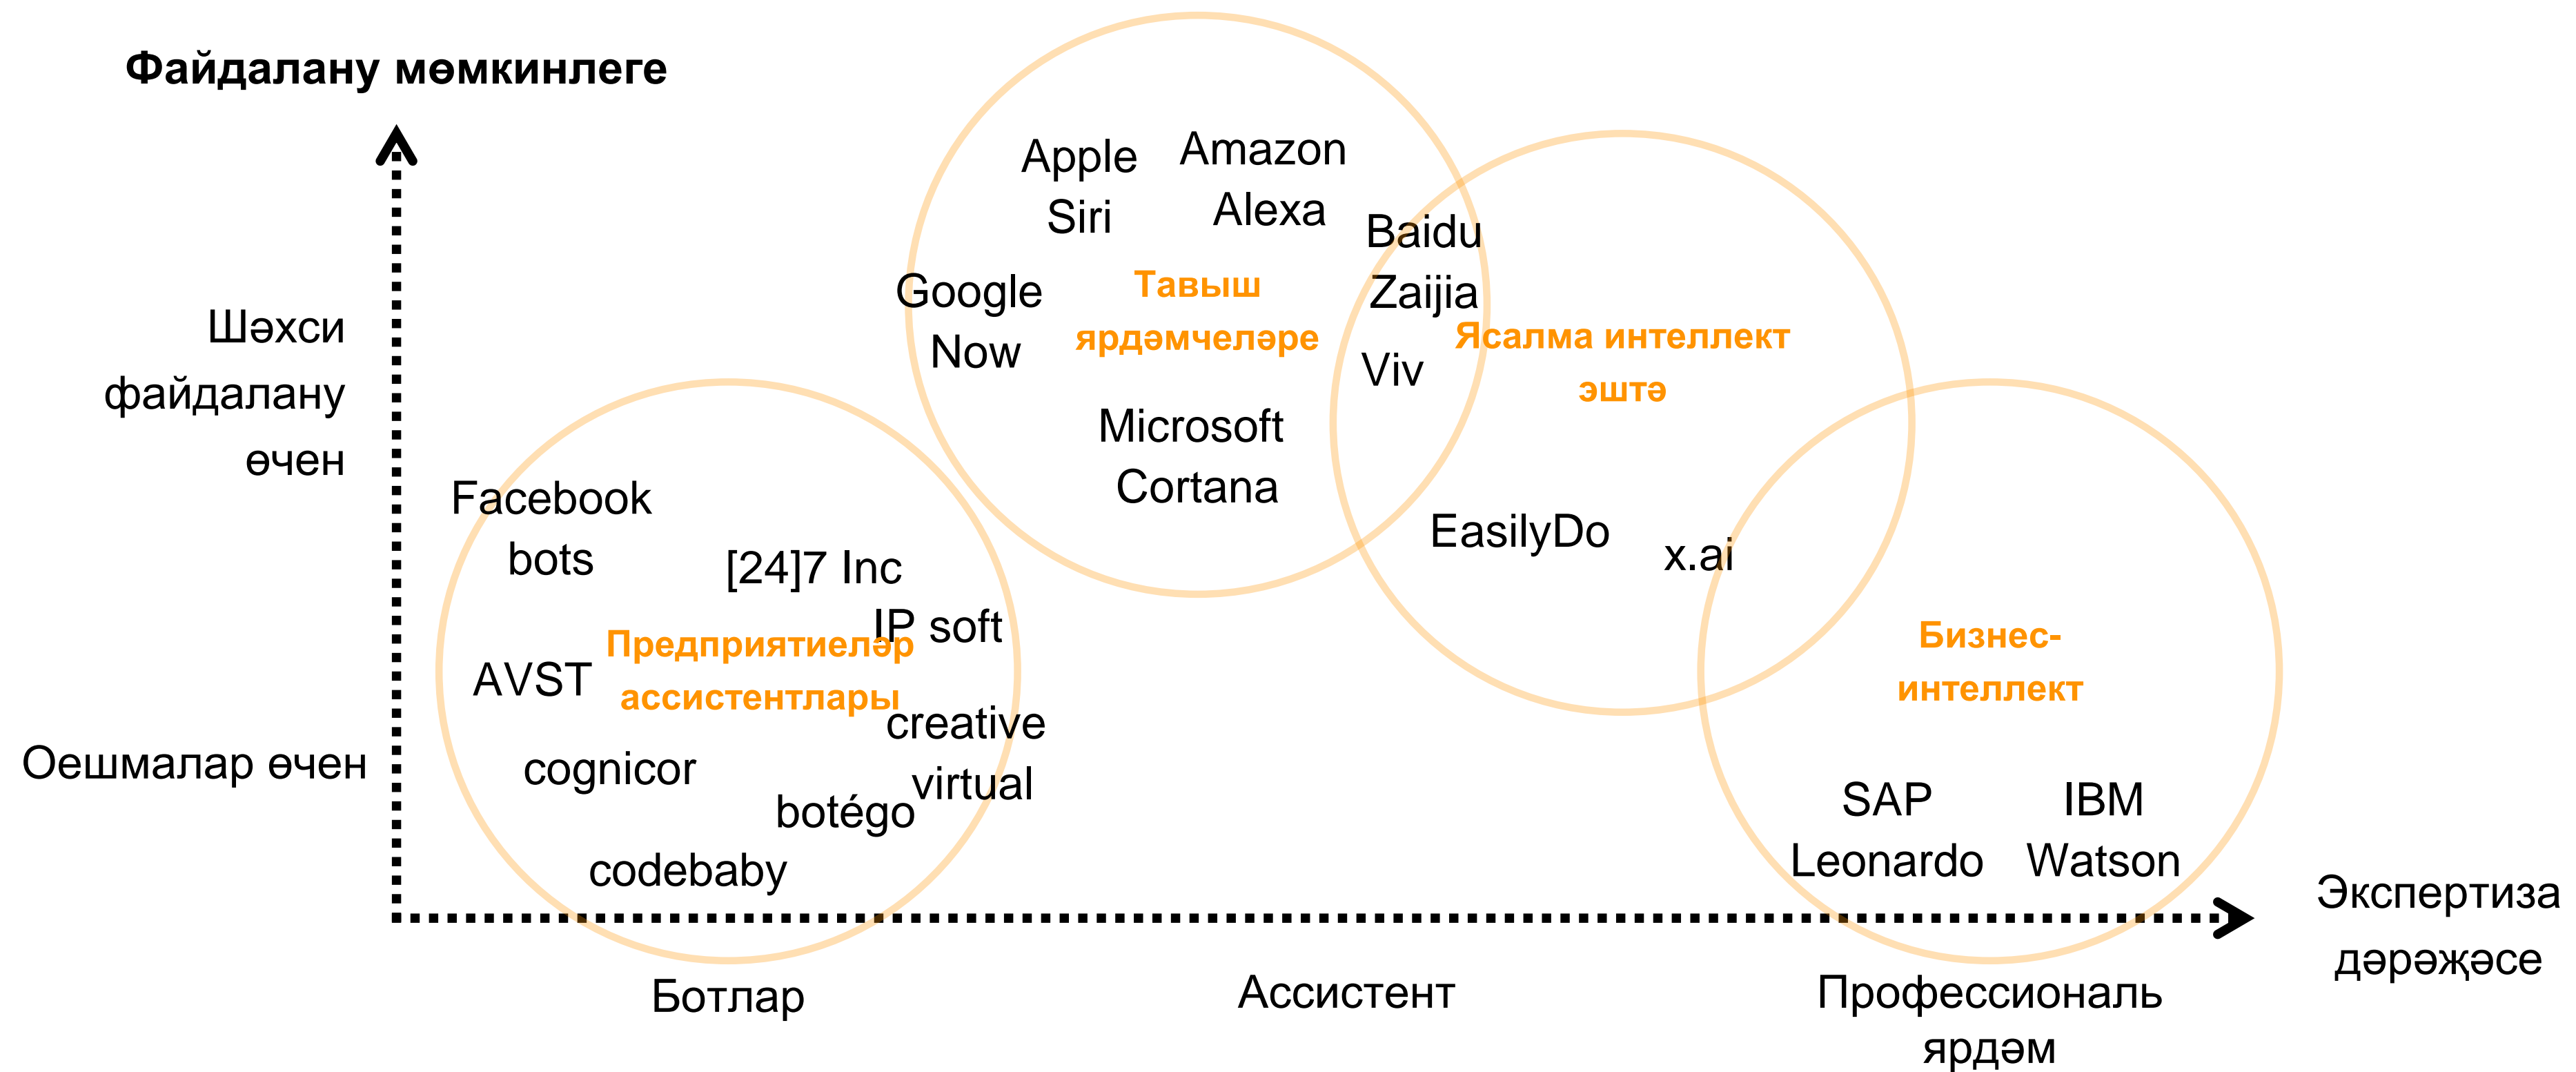 Файдалану мөмкинлеге
Шәхси
файдалану
өчен
Оешмалар өчен
Facebook
bots
[24]7 Inc
IP soft
Предприятиеләр
ассистентлары
AVST
creative
virtual
cognicor
botégo
codebaby
Apple
Siri
Amazon
Alexa
Google
Now
Тавыш
ярдәмчеләре
Microsoft
Cortana
Baidu
Zaijia
Viv
Ясалма интеллект
эштә
EasilyDo
x.ai
Бизнес-
интеллект
SAP
Leonardo
IBM
Watson
Экспертиза
дәрәҗәсе
Ботлар
Ассистент
Профессиональ
ярдәм